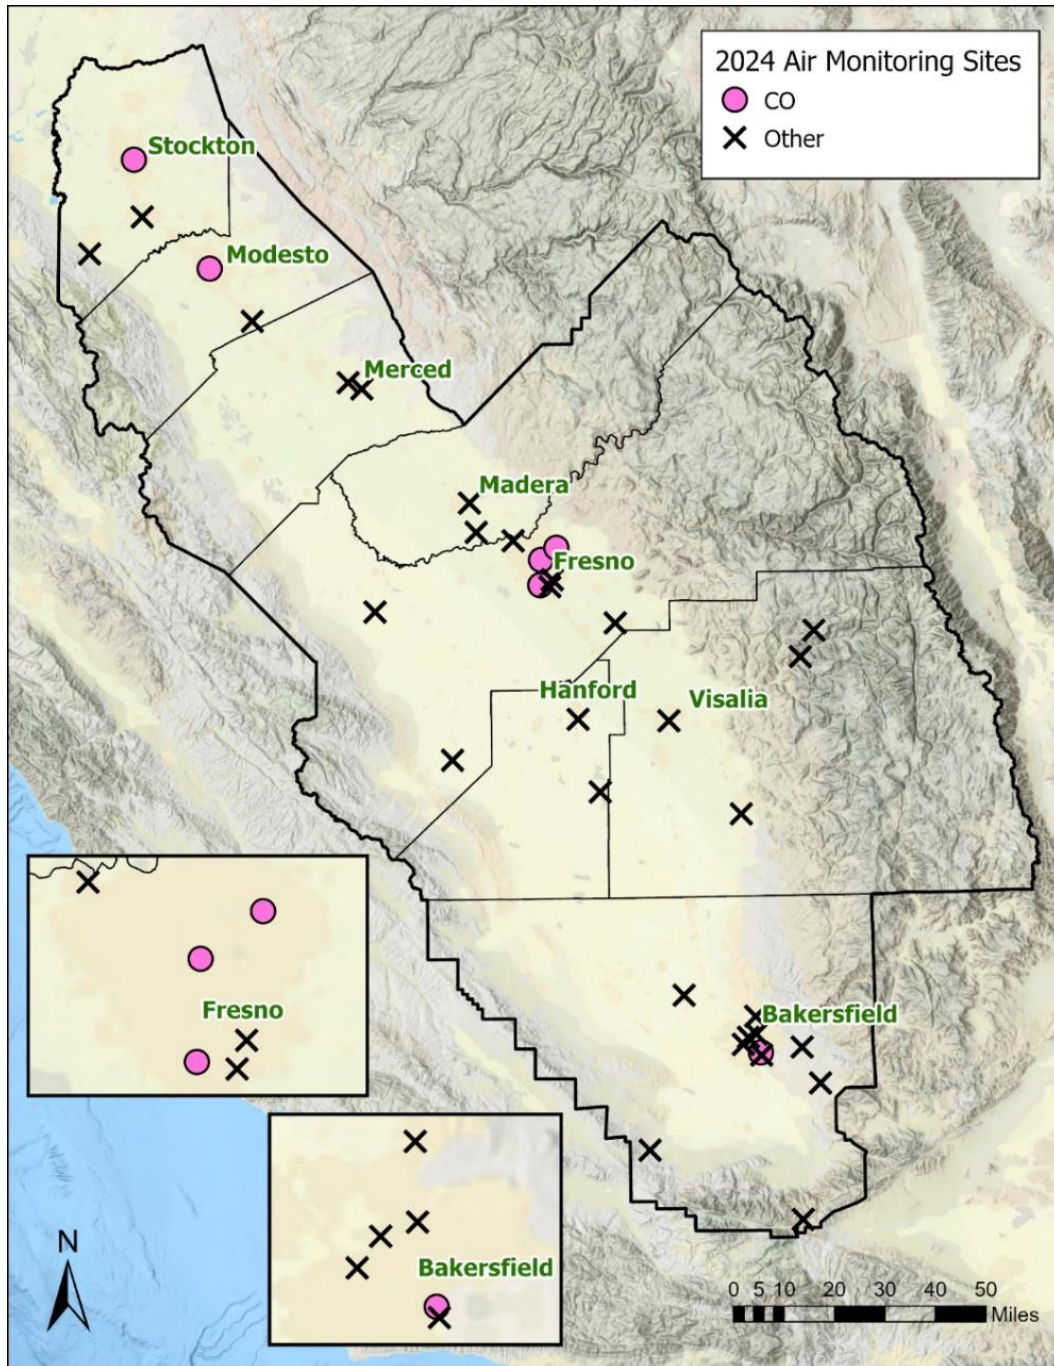 2024 Air Monitoring Sites
CO
Other
Stockton
Modesto
Merced
Madera
Fresno
Hanford
Visalia
Bakersfield
Fresno
Bakersfield
N
0 5 10 20 30 40 50
Miles